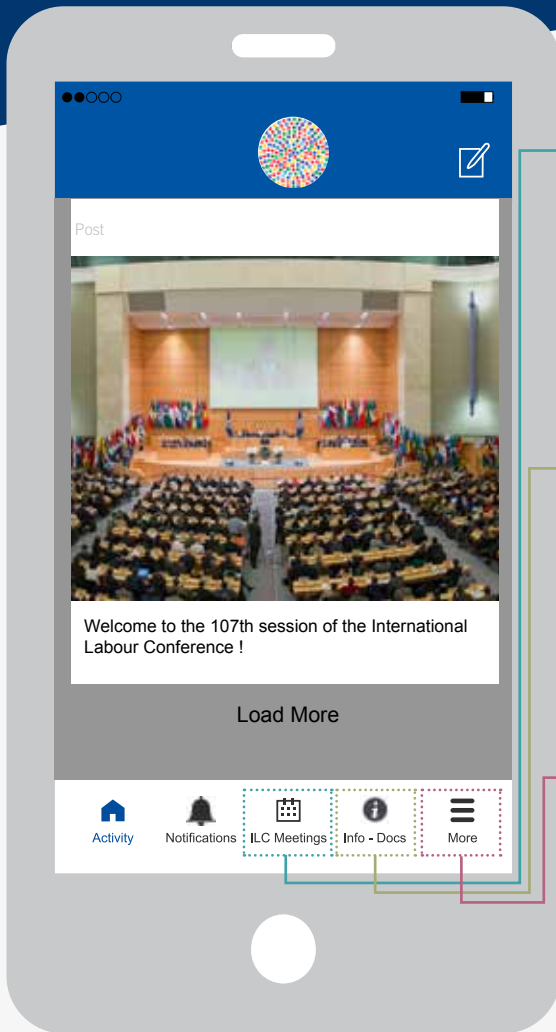 Post
Welcome to the 107th session of the International
Labour Conference !
Load More
Activity
Notifications
ILC Meetings
Info - Docs
More